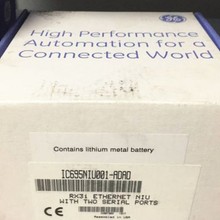 High Performance
Automation for a
Connected World
Contains lithium metal battery
IC695NIU001-ADAD
RX3i ETHERNET NIU
WITH TWO SERIAL PORTS
CE